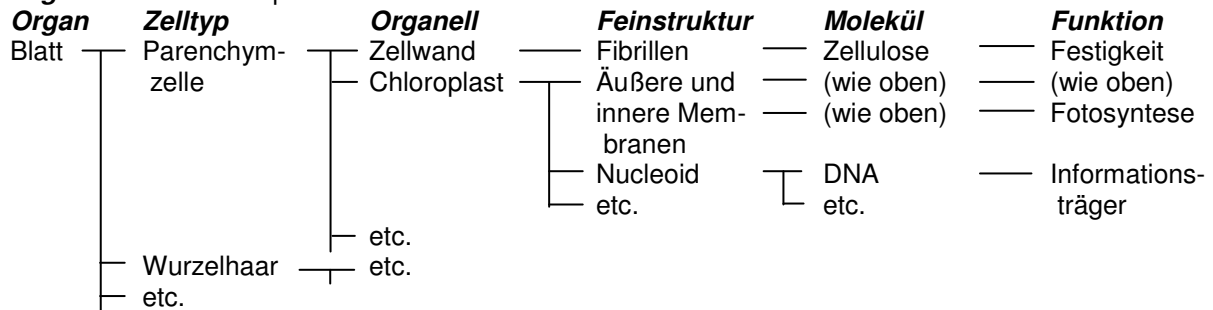 Organ Zelltyp Organell Feinstruktur Molekül Funktion
Blatt Parenchym- Zellwand Fibrillen Zellulose Festigkeit
zelle Chloroplast Äußere und (wie oben) (wie oben)
innere Mem- (wie oben) Fotosyntese
branen
Nucleoid DNA Informations-
etc. etc. träger
etc.
Wurzelhaar etc.
etc.